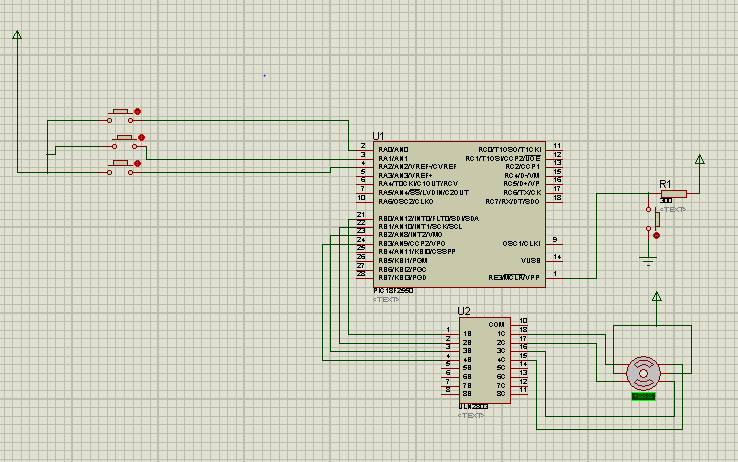 U1
2 RA0/AN0 RC0/T1OSO/T1CKI 11
3 RA1/AN1 RC1/T1OSI/CCP2/UOE 12
4 RA2/AN2/VREF-/CVREF RC2/CCP1 13
5 RA3/AN3/VREF+ RC4/D-/VM 15
6 RA4/T0CKI/C1OUT/RCV RC5/D+/VP 16
7 RA5/AN4/SS/LVDIN/C2OUT RC6/TX/CK 17
10 RA6/OSC2/CLKO RC7/RX/DT/SDO 18
21 RB0/AN12/INT0/FLT0/SDI/SDA
22 RB1/AN10/INT1/SCK/SCL
23 RB2/AN8/INT2/VMO
24 RB3/AN9/CCP2/VPO OSC1/CLKI 9
25 RB4/AN11/KBI0/CSSPP
26 RB5/KBI1/PGM VUSB 14
27 RB6/KBI2/PGC
28 RB7/KBI3/PGD RE3/MCLR/VPP 1
PIC18F2550
<TEXT>
R1
300
<TEXT>
U2
COM 10
1 1B 1C 18
2 2B 2C 17
3 3B 3C 16
4 4B 4C 15
5 5B 5C 14
6 6B 6C 13
7 7B 7C 12
8 8B 8C 11
ULN2803
<TEXT>